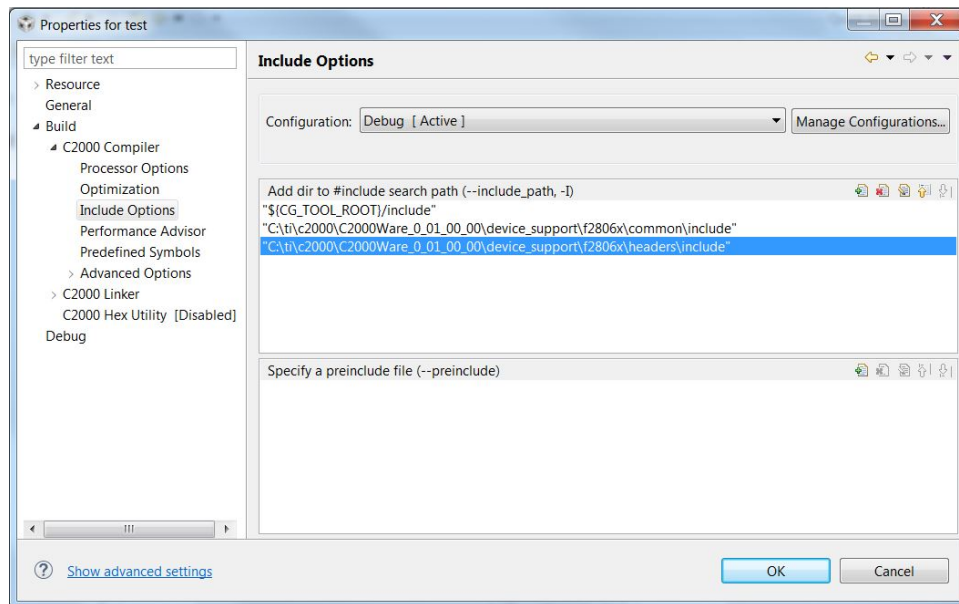 Properties for test
type filter text
Resource
General
Build
C2000 Compiler
Processor Options
Optimization
Include Options
Performance Advisor
Predefined Symbols
Advanced Options
C2000 Linker
C2000 Hex Utility [Disabled]
Debug
Include Options
Configuration: Debug [ Active ] Manage Configurations...
Add dir to #include search path (--include_path, -I)
"${CG_TOOL_ROOT}/include"
"C:\ti\c2000\C2000Ware_0_01_00_00\device_support\f2806x\common\include"
"C:\ti\c2000\C2000Ware_0_01_00_00\device_support\f2806x\headers\include"
Specify a preinclude file (--preinclude)
Show advanced settings
OK Cancel